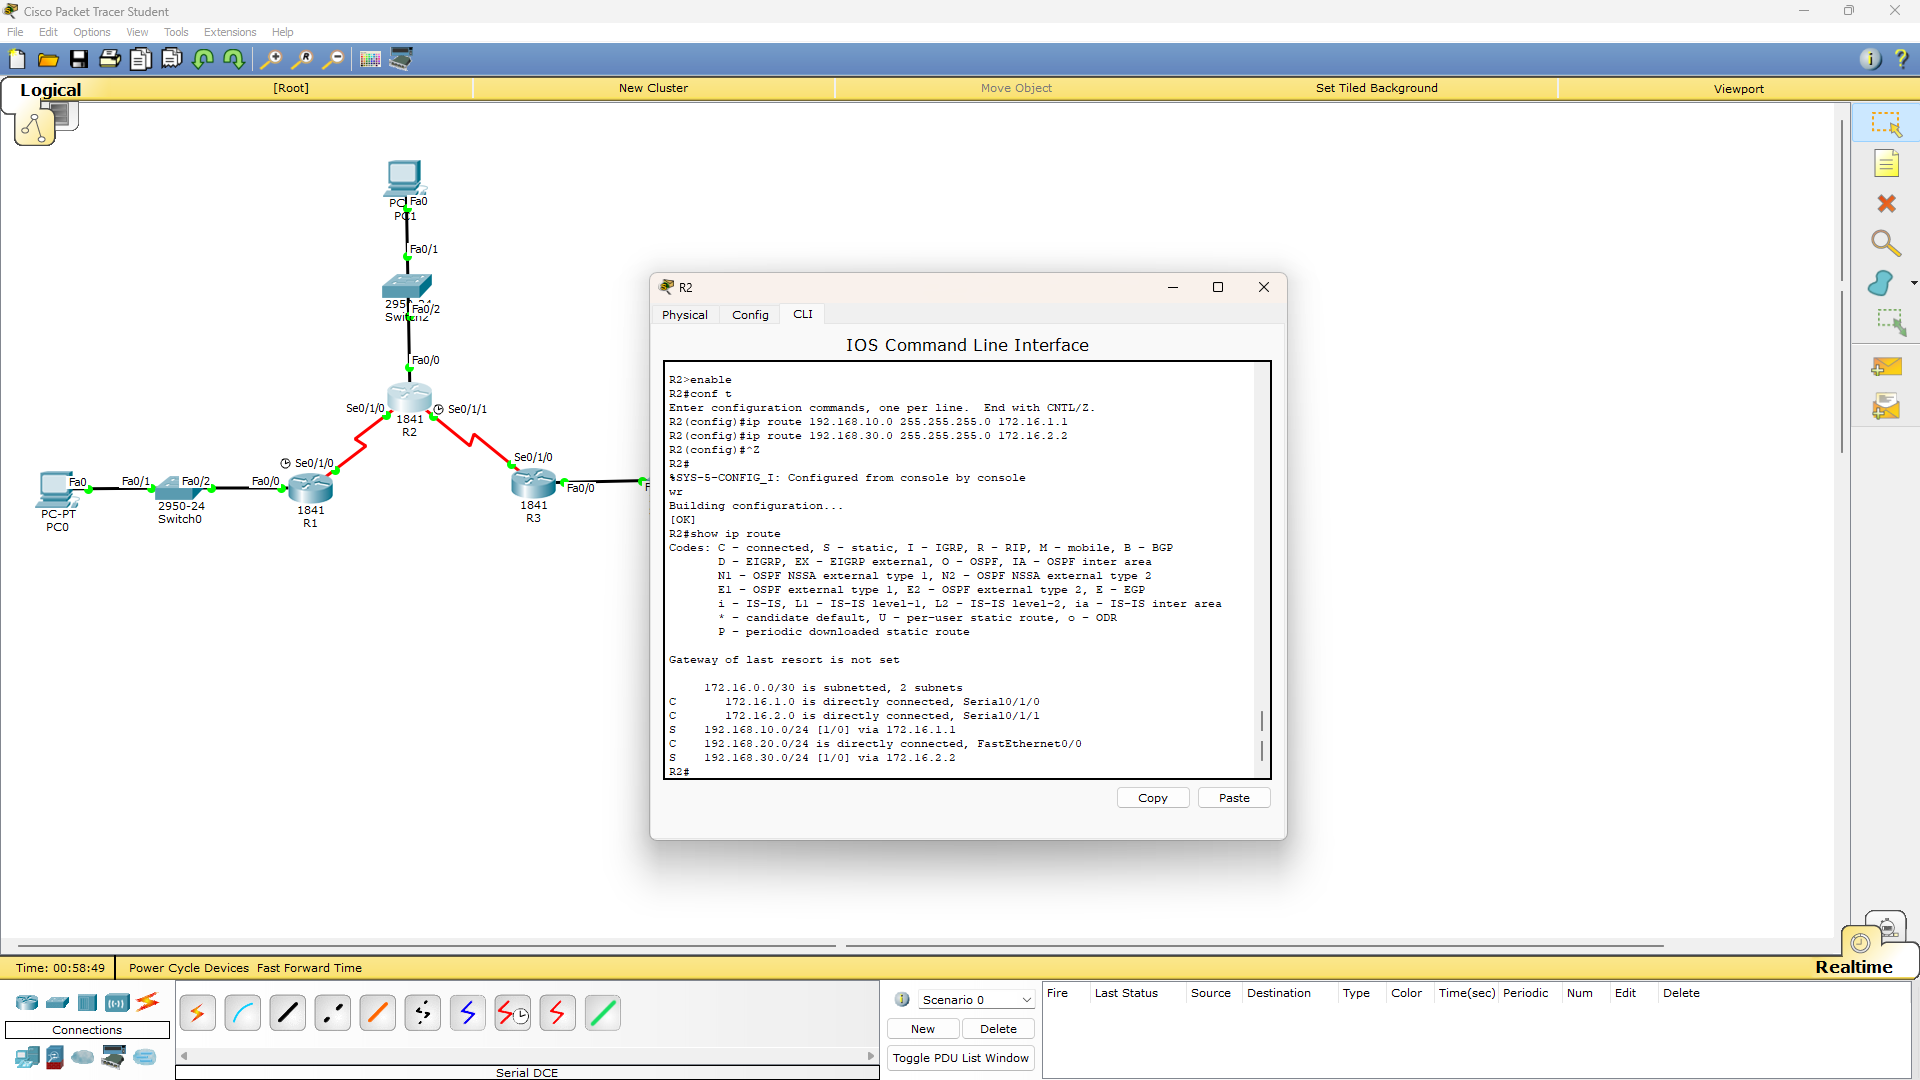 Cisco Packet Tracer Student
File Edit Options View Tools Extensions Help
Logical [Root] New Cluster Move Object Set Tiled Background Viewport
Fa0
PC1
Fa0/1
Fa0/2
Fa0/0
Se0/1/0 Se0/1/1
1841
R2
Se0/1/0 Se0/1/0
Fa0 Fa0/1 Fa0/2 Fa0/0 Fa0/0
PC-PT 2950-24 1841 1841
PC0 Switch0 R1 R3
R2
Physical Config CLI
IOS Command Line Interface
R2>enable
R2#conf t
Enter configuration commands, one per line.  End with CNTL/Z.
R2(config)#ip route 192.168.10.0 255.255.255.0 172.16.1.1
R2(config)#ip route 192.168.30.0 255.255.255.0 172.16.2.2
R2(config)#^Z
R2#
%SYS-5-CONFIG_I: Configured from console by console
wr
Building configuration...
[OK]
R2#show ip route
Codes: C - connected, S - static, I - IGRP, R - RIP, M - mobile, B - BGP
D - EIGRP, EX - EIGRP external, O - OSPF, IA - OSPF inter area
N1 - OSPF NSSA external type 1, N2 - OSPF NSSA external type 2
E1 - OSPF external type 1, E2 - OSPF external type 2, E - EGP
i - IS-IS, L1 - IS-IS level-1, L2 - IS-IS level-2, ia - IS-IS inter area
* - candidate default, U - per-user static route, o - ODR
P - periodic downloaded static route
Gateway of last resort is not set
172.16.0.0/30 is subnetted, 2 subnets
C 172.16.1.0 is directly connected, Serial0/1/0
C 172.16.2.0 is directly connected, Serial0/1/1
S 192.168.10.0/24 [1/0] via 172.16.1.1
C 192.168.20.0/24 is directly connected, FastEthernet0/0
S 192.168.30.0/24 [1/0] via 172.16.2.2
R2#
Copy Paste
Time: 00:58:49 Power Cycle Devices Fast Forward Time Realtime
Connections
Serial DCE
Scenario 0
New Delete
Toggle PDU List Window
Fire Last Status Source Destination Type Color Time(sec) Periodic Num Edit Delete